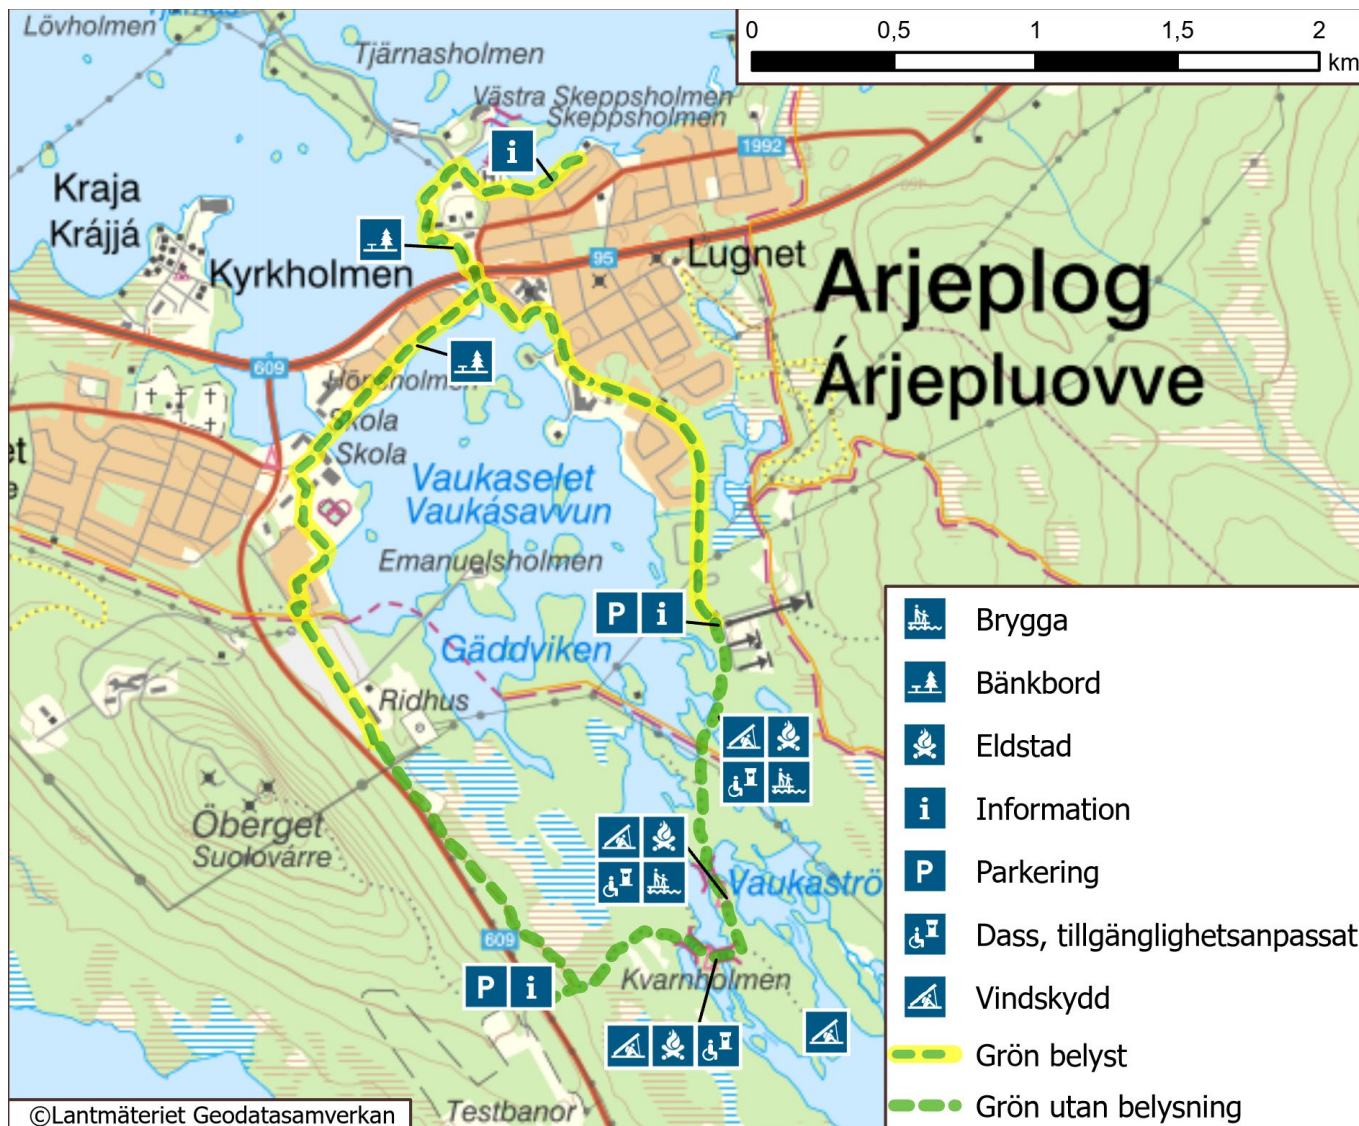 Lövholmen
Tjärnasholmen
Västra Skeppsholmen
Skeppsholmen
0 0,5 1 1,5 2
km
i
1992
Kraja
Krájjá
Kyrkholmen
95
Lugnet
Arjeplog
Árjepluovve
609
Skola
Skola
Vaukaselet
Vaukásavvun
Emanuelsholmen
P i
Gäddviken
Ridhus
Öberget
Suolovárre
Vaukaströ
609
P i
Kvarnholmen
Testbanor
Brygga
Bänkbord
Eldstad
i Information
P Parkering
Dass, tillgänglighetsanpassat
Vindskydd
Grön belyst
Grön utan belysning
©Lantmäteriet Geodatasamverkan